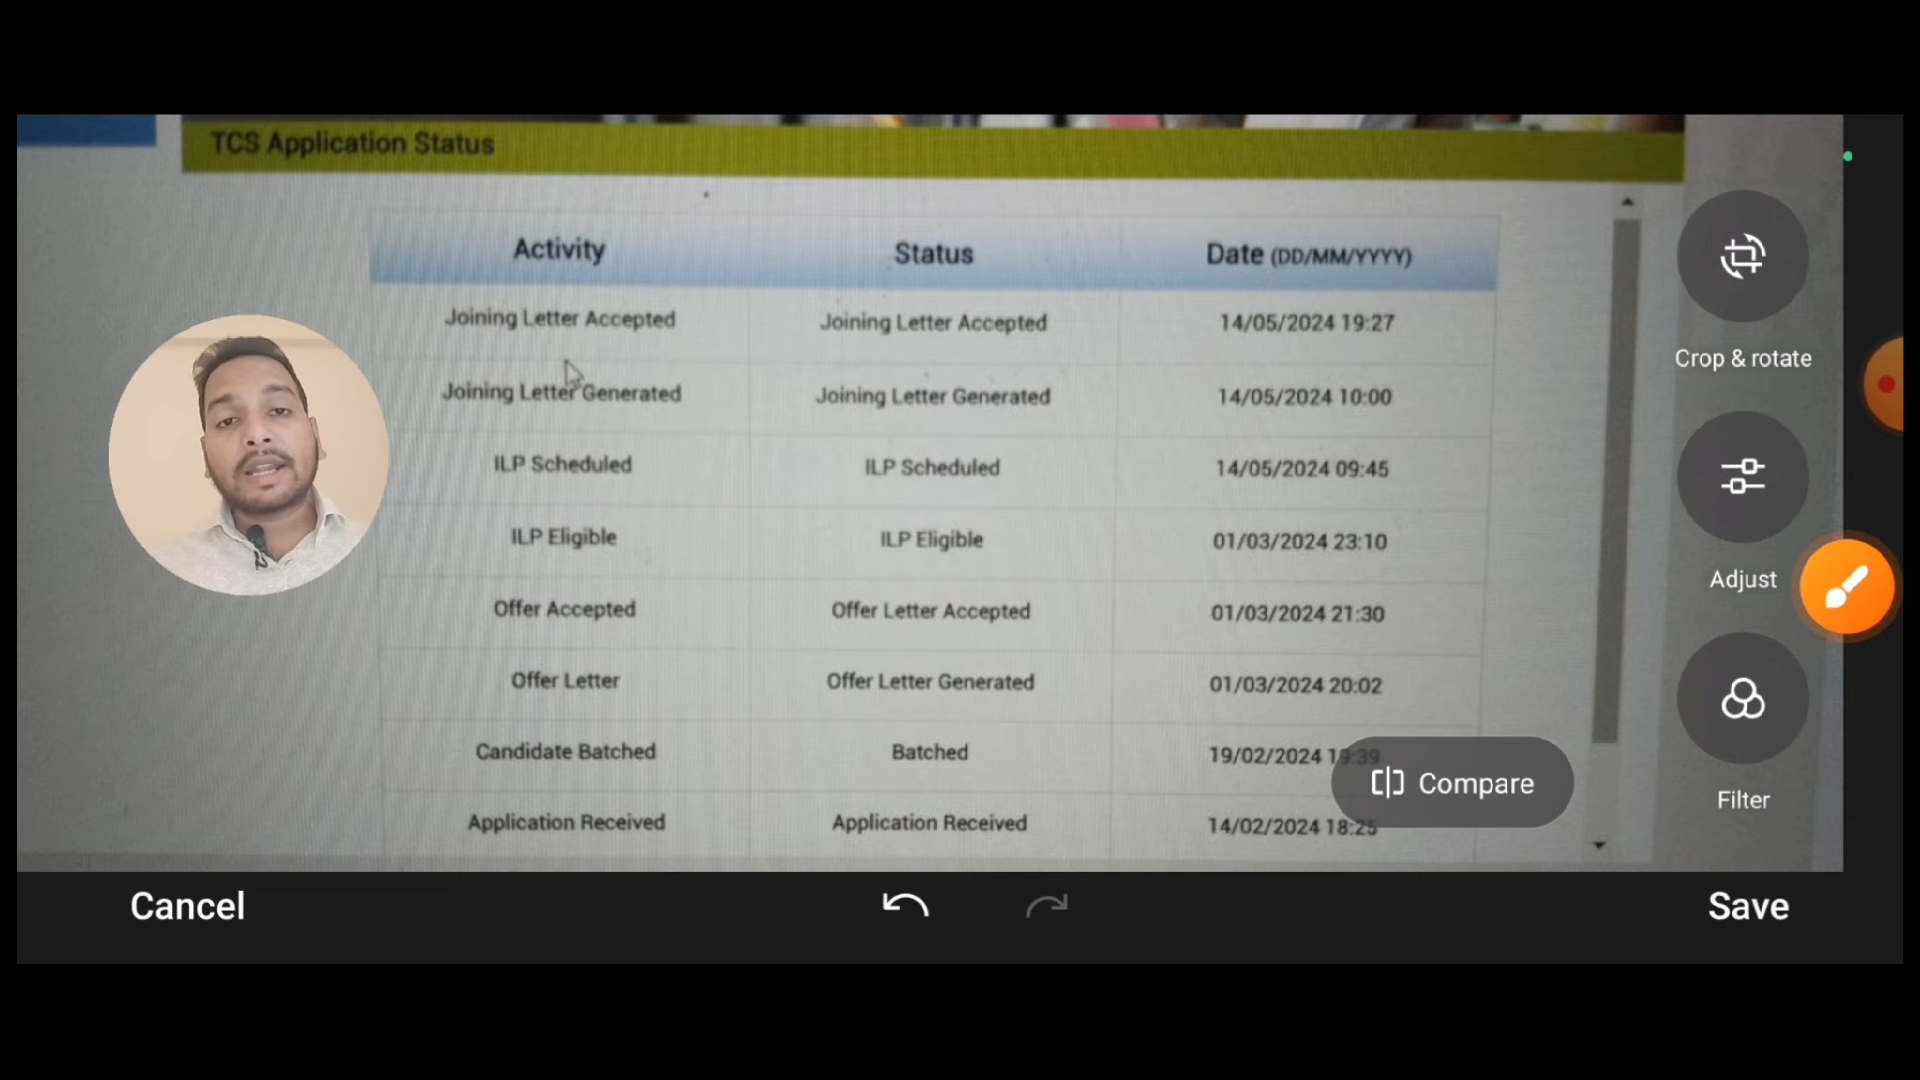 TCS Application Status
Activity Status Date (DD/MM/YYYY)
Joining Letter Accepted Joining Letter Accepted 14/05/2024 19:27
Joining Letter Generated Joining Letter Generated 14/05/2024 10:00
ILP Scheduled ILP Scheduled 14/05/2024 09:45
ILP Eligible ILP Eligible 01/03/2024 23:10
Offer Accepted Offer Letter Accepted 01/03/2024 21:30
Offer Letter Offer Letter Generated 01/03/2024 20:02
Candidate Batched Batched 19/02/2024 19:39
Application Received Application Received 14/02/2024 18:25
Crop & rotate
Adjust
Filter
Compare
Cancel
Save